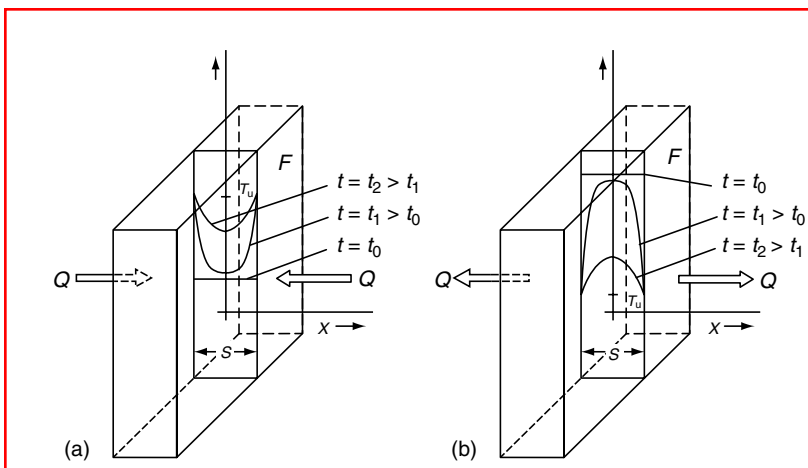 F
T_u
t = t_2 > t_1
t = t_1 > t_0
t = t_0
Q
Q
X
S
(a)
F
t = t_0
t = t_1 > t_0
t = t_2 > t_1
Q
Q
T_u
X
S
(b)